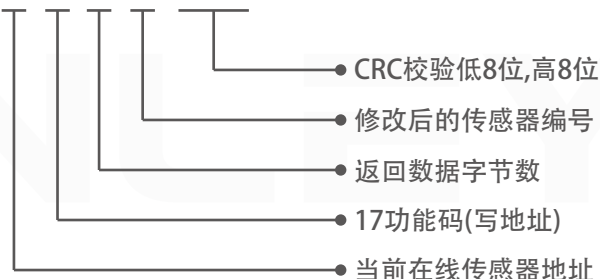 CRC校验低8位,高8位
修改后的传感器编号
返回数据字节数
17功能码(写地址)
当前在线传感器地址